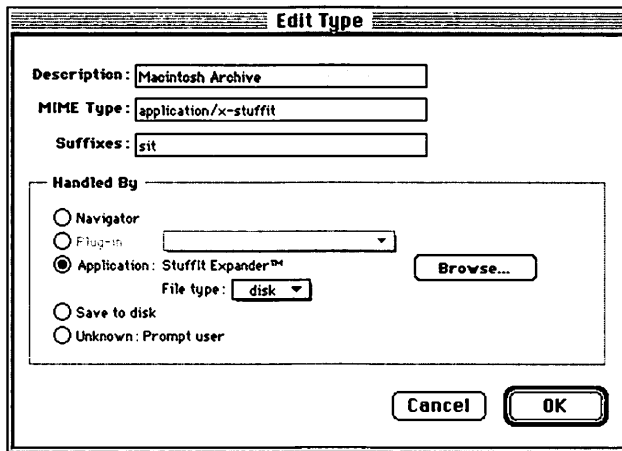 Edit Type
Description: Macintosh Archive
MIME Type: application/x-stuffit
Suffixes: sit
Handled By
Navigator
Plug-in
Application: StuffIt Expander™
Browse...
File type: disk
Save to disk
Unknown: Prompt user
Cancel
OK